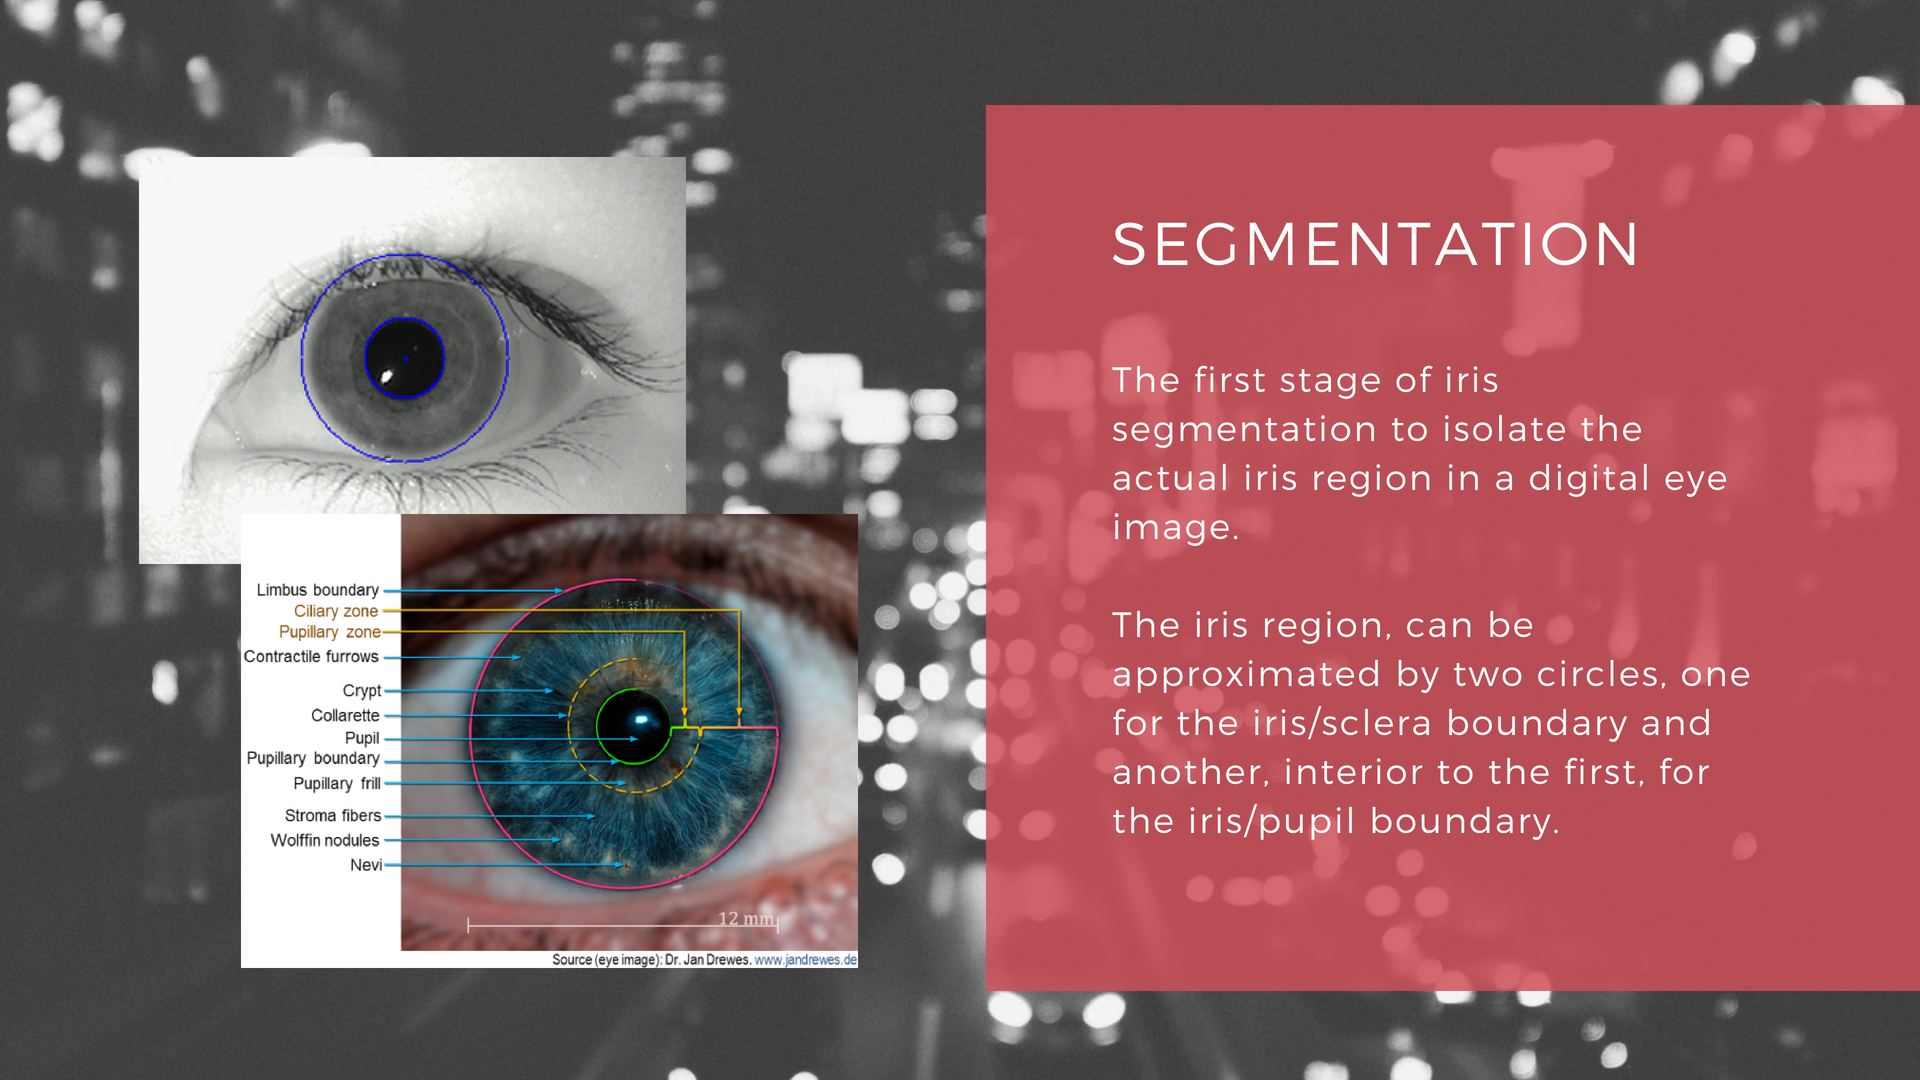 SEGMENTATION
The first stage of iris
segmentation to isolate the
actual iris region in a digital eye
image.
The iris region, can be
approximated by two circles, one
for the iris/sclera boundary and
another, interior to the first, for
the iris/pupil boundary.
Limbus boundary
Ciliary zone
Pupillary zone
Contractile furrows
Crypt
Collarette
Pupil
Pupillary boundary
Pupillary frill
Stroma fibers
Wolffin nodules
Nevi
12 mm
Source (eye image): Dr. Jan Drewes. www.jandrewes.de